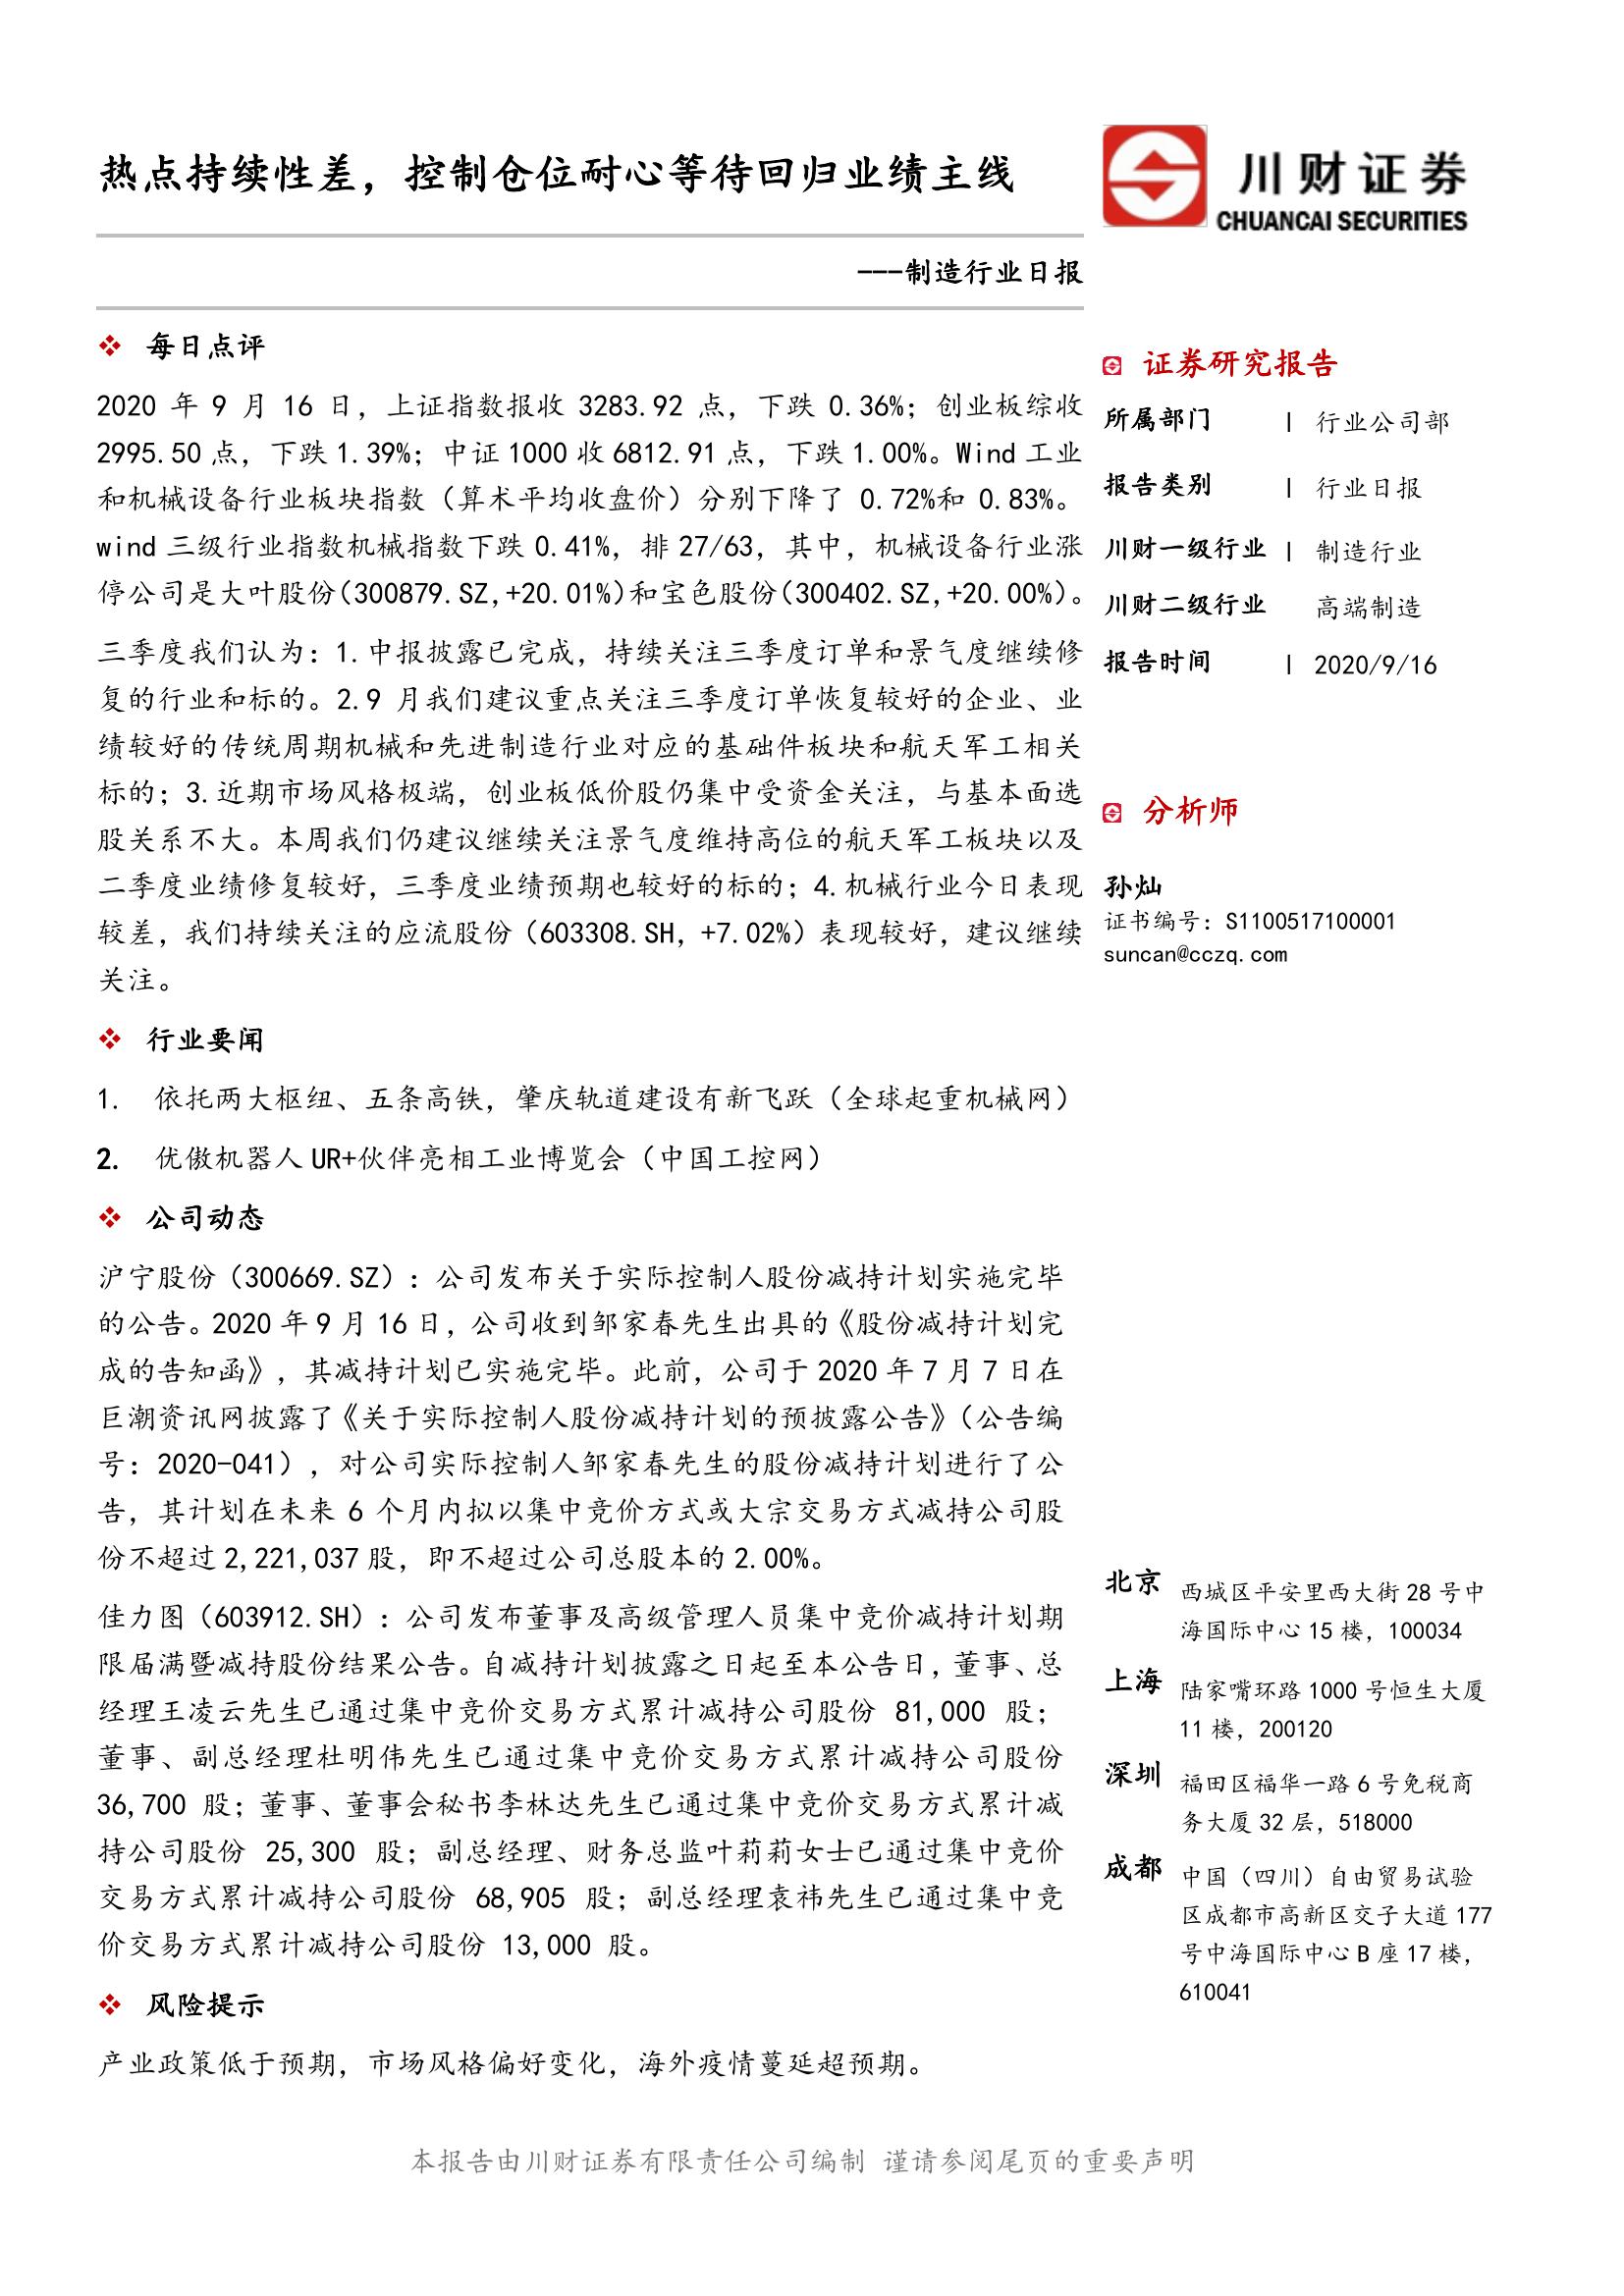 热点持续性差，控制仓位耐心等待回归业绩主线
---制造行业日报
川财证券
CHUANCAI SECURITIES
每日点评
2020 年 9 月 16 日，上证指数报收 3283.92 点，下跌 0.36%；创业板综收
2995.50 点，下跌 1.39%；中证 1000 收 6812.91 点，下跌 1.00%。Wind 工业
和机械设备行业板块指数（算术平均收盘价）分别下降了 0.72%和 0.83%。
wind 三级行业指数机械指数下跌 0.41%，排 27/63，其中，机械设备行业涨
停公司是大叶股份(300879.SZ,+20.01%)和宝色股份(300402.SZ,+20.00%)。
三季度我们认为：1.中报披露已完成，持续关注三季度订单和景气度继续修
复的行业和标的。2.9 月我们建议重点关注三季度订单恢复较好的企业、业
绩较好的传统周期机械和先进制造行业对应的基础件板块和航天军工相关
标的；3.近期市场风格极端，创业板低价股仍集中受资金关注，与基本面选
股关系不大。本周我们仍建议继续关注景气度维持高位的航天军工板块以及
二季度业绩修复较好，三季度业绩预期也较好的标的；4.机械行业今日表现
较差，我们持续关注的应流股份（603308.SH，+7.02%）表现较好，建议继续
关注。
行业要闻
1. 依托两大枢纽、五条高铁，肇庆轨道建设有新飞跃（全球起重机械网）
2. 优傲机器人 UR+伙伴亮相工业博览会（中国工控网）
公司动态
沪宁股份（300669.SZ）：公司发布关于实际控制人股份减持计划实施完毕
的公告。2020 年 9 月 16 日，公司收到邹家春先生出具的《股份减持计划完
成的告知函》，其减持计划已实施完毕。此前，公司于 2020 年 7 月 7 日在
巨潮资讯网披露了《关于实际控制人股份减持计划的预披露公告》（公告编
号：2020-041），对公司实际控制人邹家春先生的股份减持计划进行了公
告，其计划在未来 6 个月内拟以集中竞价方式或大宗交易方式减持公司股
份不超过 2,221,037 股，即不超过公司总股本的 2.00%。
佳力图（603912.SH）：公司发布董事及高级管理人员集中竞价减持计划期
限届满暨减持股份结果公告。自减持计划披露之日起至本公告日，董事、总
经理王凌云先生已通过集中竞价交易方式累计减持公司股份 81,000 股；
董事、副总经理杜明伟先生已通过集中竞价交易方式累计减持公司股份
36,700 股；董事、董事会秘书李林达先生已通过集中竞价交易方式累计减
持公司股份 25,300 股；副总经理、财务总监叶莉莉女士已通过集中竞价
交易方式累计减持公司股份 68,905 股；副总经理袁祎先生已通过集中竞
价交易方式累计减持公司股份 13,000 股。
风险提示
产业政策低于预期，市场风格偏好变化，海外疫情蔓延超预期。
证券研究报告
所属部门 | 行业公司部
报告类别 | 行业日报
川财一级行业 | 制造行业
川财二级行业 高端制造
报告时间 | 2020/9/16
分析师
孙灿
证书编号：S1100517100001
suncan@cczq.com
北京 西城区平安里西大街 28 号中
海国际中心 15 楼，100034
上海 陆家嘴环路 1000 号恒生大厦
11 楼，200120
深圳 福田区福华一路 6 号免税商
务大厦 32 层，518000
成都 中国（四川）自由贸易试验
区成都市高新区交子大道 177
号中海国际中心 B 座 17 楼，
610041
本报告由川财证券有限责任公司编制 谨请参阅尾页的重要声明